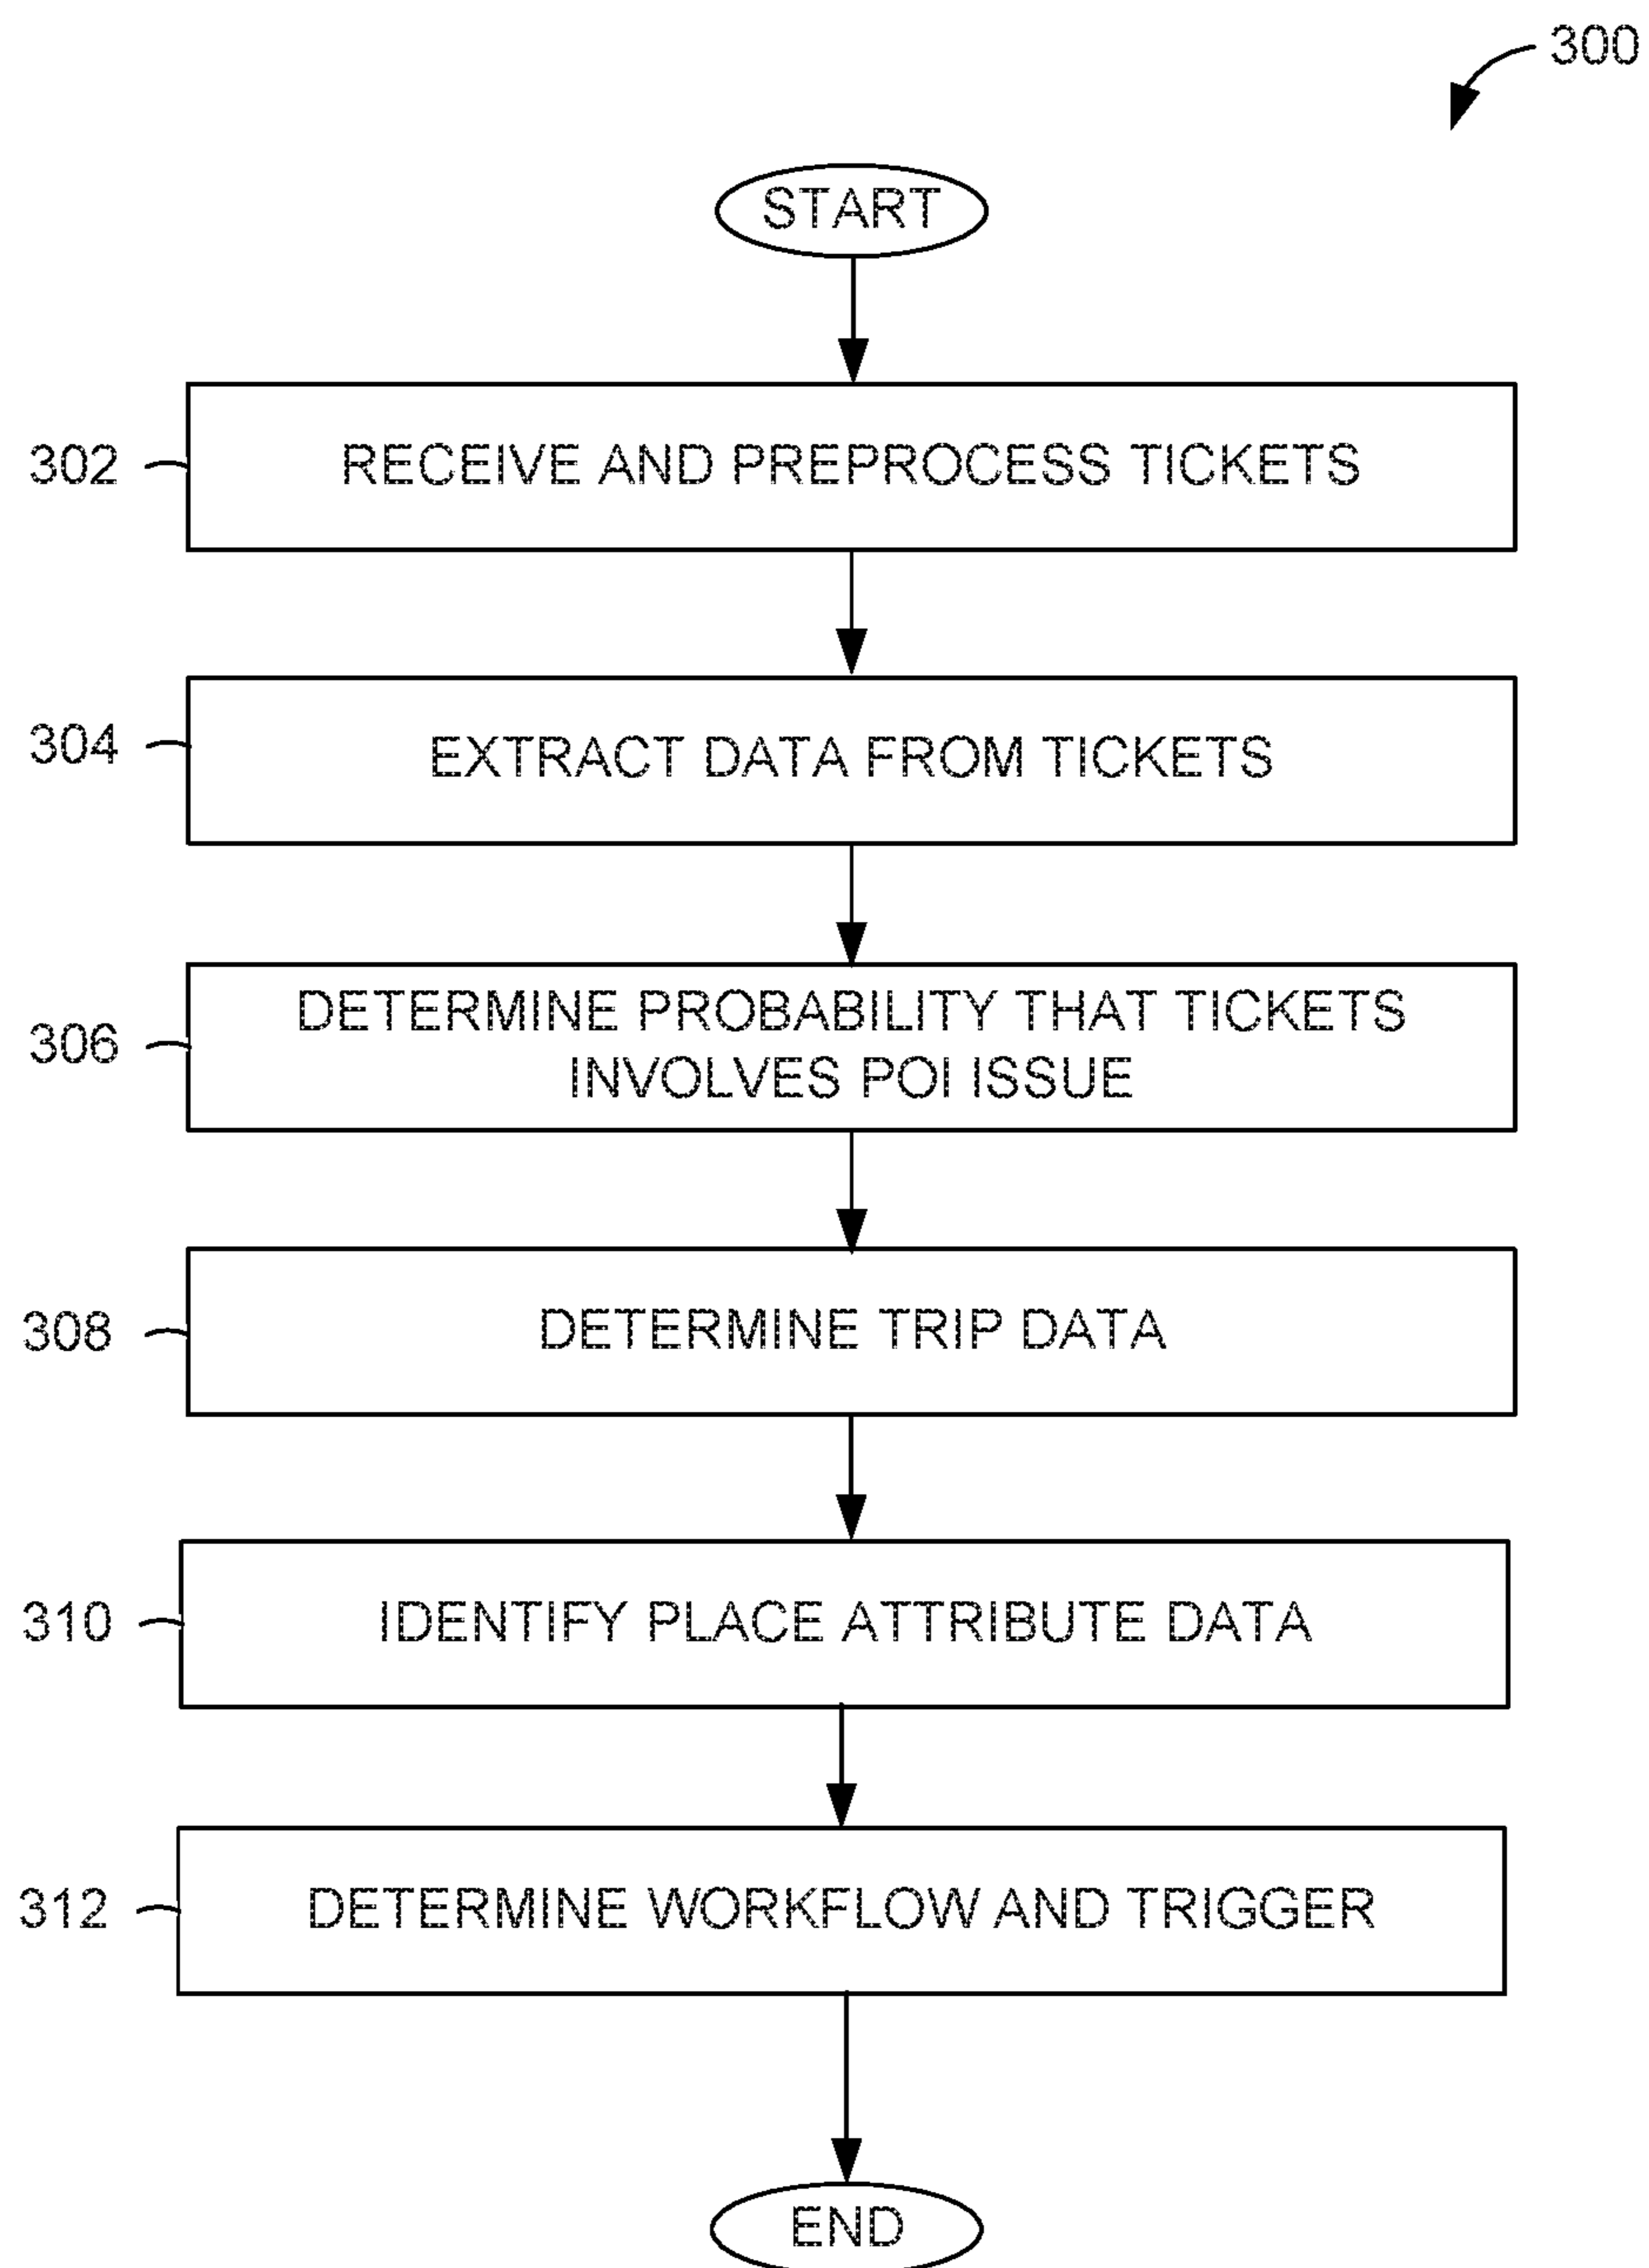 300
START
302
RECEIVE AND PREPROCESS TICKETS
304
EXTRACT DATA FROM TICKETS
306
DETERMINE PROBABILITY THAT TICKETS
INVOLVES POI ISSUE
308
DETERMINE TRIP DATA
310
IDENTIFY PLACE ATTRIBUTE DATA
312
DETERMINE WORKFLOW AND TRIGGER
END